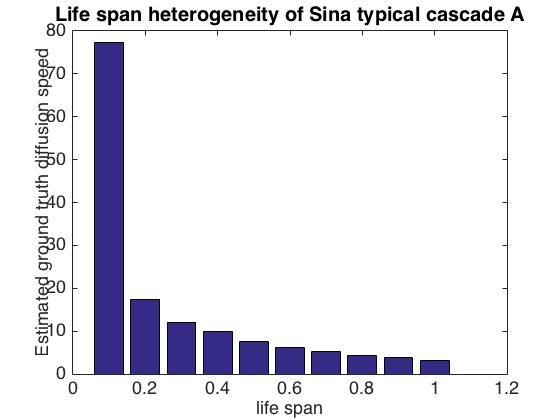 Life span heterogeneity of Sina typical cascade A
Estimated ground truth diffusion speed
80
70
60
50
40
30
20
10
0
0 0.2 0.4 0.6 0.8 1 1.2
life span